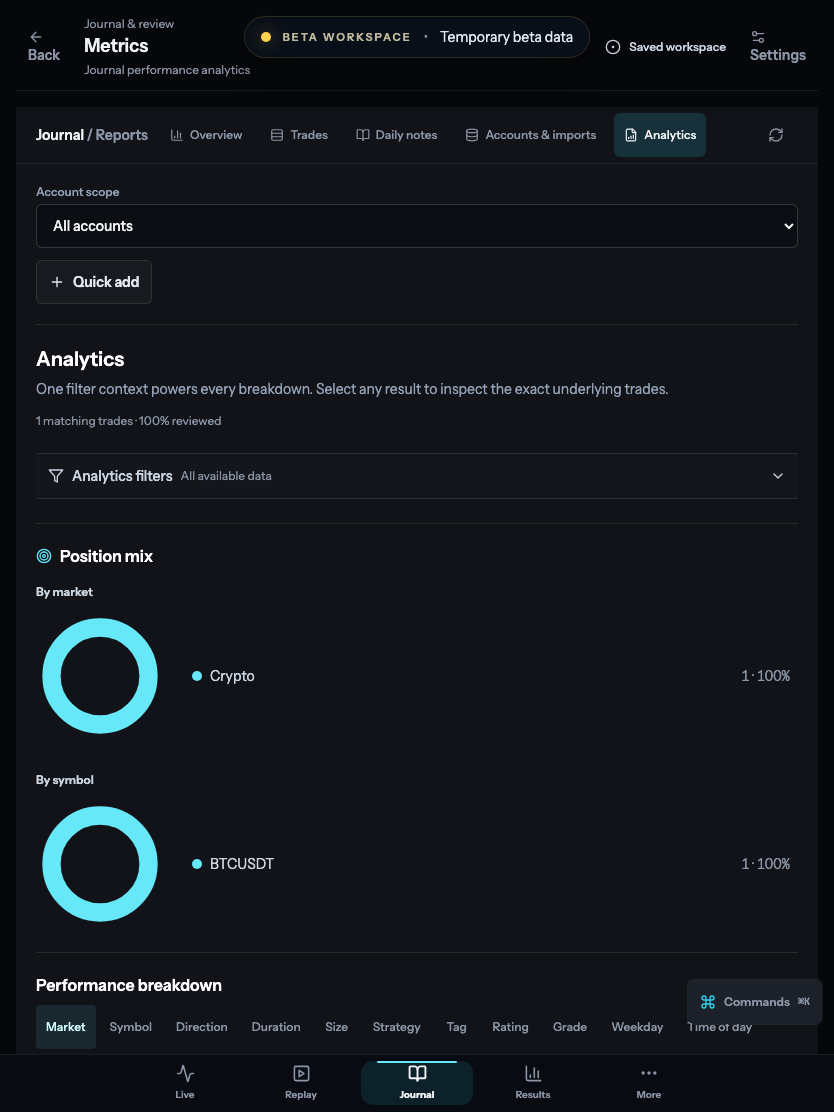 Back
Journal & review
Metrics
Journal performance analytics
BETA WORKSPACE · Temporary beta data
Saved workspace
Settings
Journal / Reports
Overview
Trades
Daily notes
Accounts & imports
Analytics
Account scope
All accounts
Quick add
Analytics
One filter context powers every breakdown. Select any result to inspect the exact underlying trades.
1 matching trades · 100% reviewed
Analytics filters All available data
Position mix
By market
Crypto 1 · 100%
By symbol
BTCUSDT 1 · 100%
Performance breakdown
Commands ⌘K
Market
Symbol
Direction
Duration
Size
Strategy
Tag
Rating
Grade
Weekday
Time of day
Live
Replay
Journal
Results
More